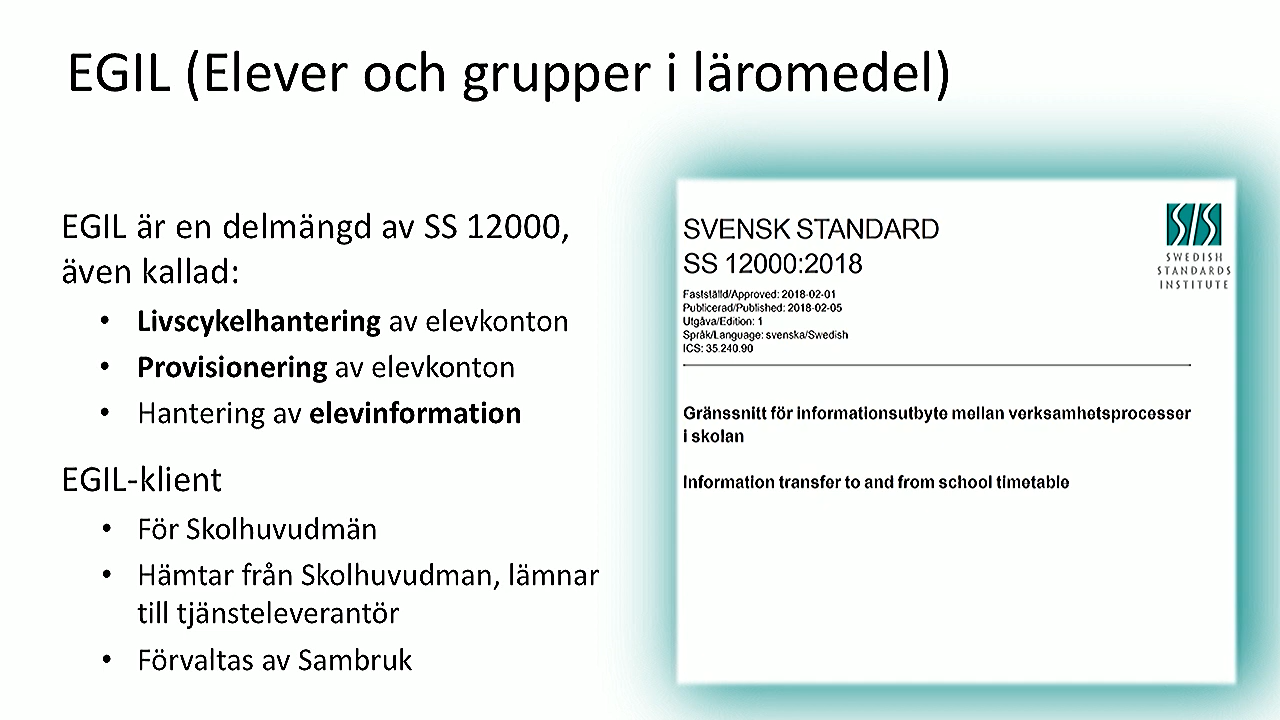 EGIL (Elever och grupper i läromedel)
EGIL är en delmängd av SS 12000,
även kallad:
• Livscykelhantering av elevkonton
• Provisionering av elevkonton
• Hantering av elevinformation
EGIL-klient
• För Skolhuvudmän
• Hämtar från Skolhuvudman, lämnar
till tjänsteleverantör
• Förvaltas av Sambruk
SVENSK STANDARD
SS 12000:2018
Fastställd/Approved: 2018-02-01
Publicerad/Published: 2018-02-05
Utgåva/Edition: 1
Språk/Language: svenska/Swedish
ICS: 35.240.90
SIS
SWEDISH
STANDARDS
INSTITUTE
Gränssnitt för informationsutbyte mellan verksamhetsprocesser
i skolan
Information transfer to and from school timetable